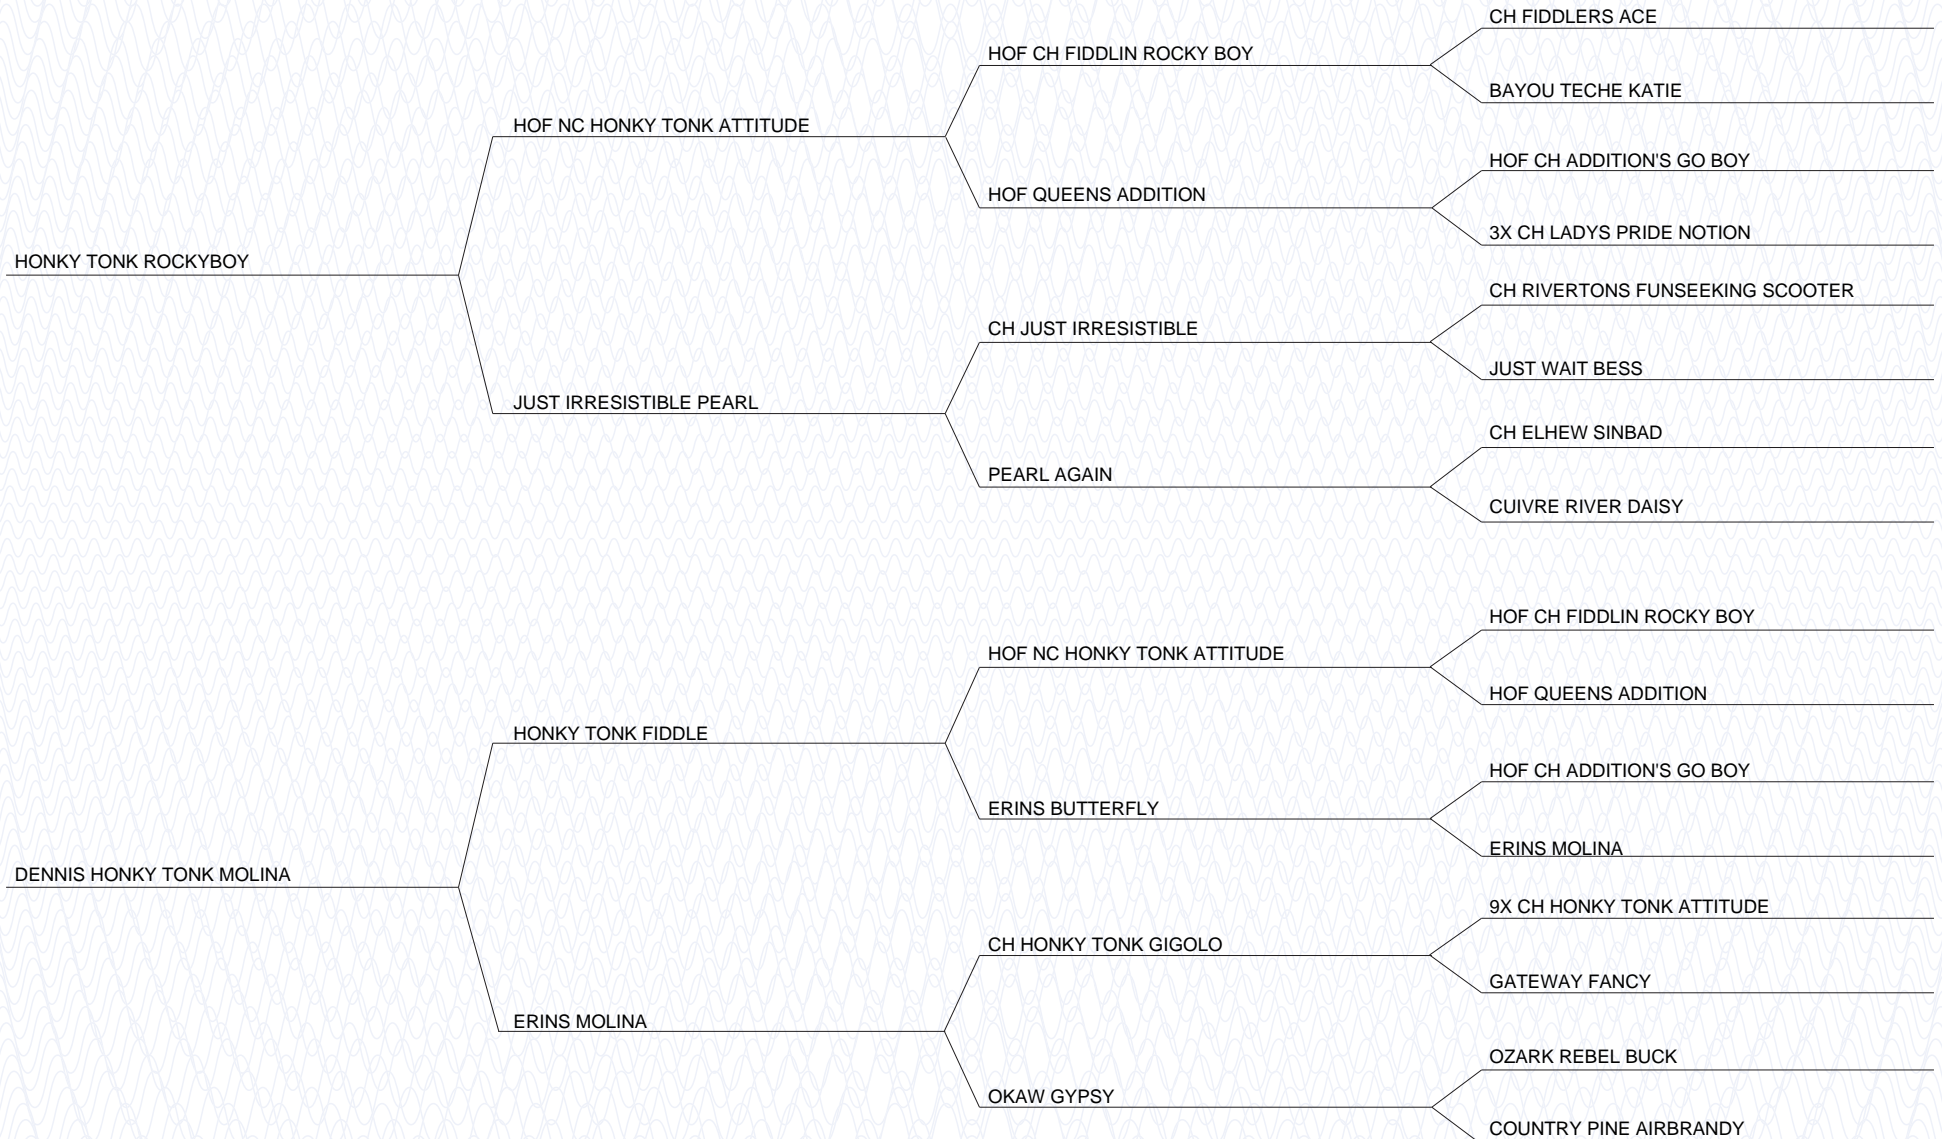 CH FIDDLERS ACE
HOF CH FIDDLIN ROCKY BOY
BAYOU TECHE KATIE
HOF NC HONKY TONK ATTITUDE
HOF CH ADDITION'S GO BOY
HOF QUEENS ADDITION
3X CH LADYS PRIDE NOTION
HONKY TONK ROCKYBOY
CH RIVERTONS FUNSEEKING SCOOTER
CH JUST IRRESISTIBLE
JUST WAIT BESS
JUST IRRESISTIBLE PEARL
CH ELHEW SINBAD
PEARL AGAIN
CUIVRE RIVER DAISY
HOF CH FIDDLIN ROCKY BOY
HOF NC HONKY TONK ATTITUDE
HOF QUEENS ADDITION
HONKY TONK FIDDLE
HOF CH ADDITION'S GO BOY
ERINS BUTTERFLY
ERINS MOLINA
DENNIS HONKY TONK MOLINA
9X CH HONKY TONK ATTITUDE
CH HONKY TONK GIGOLO
GATEWAY FANCY
ERINS MOLINA
OZARK REBEL BUCK
OKAW GYPSY
COUNTRY PINE AIRBRANDY